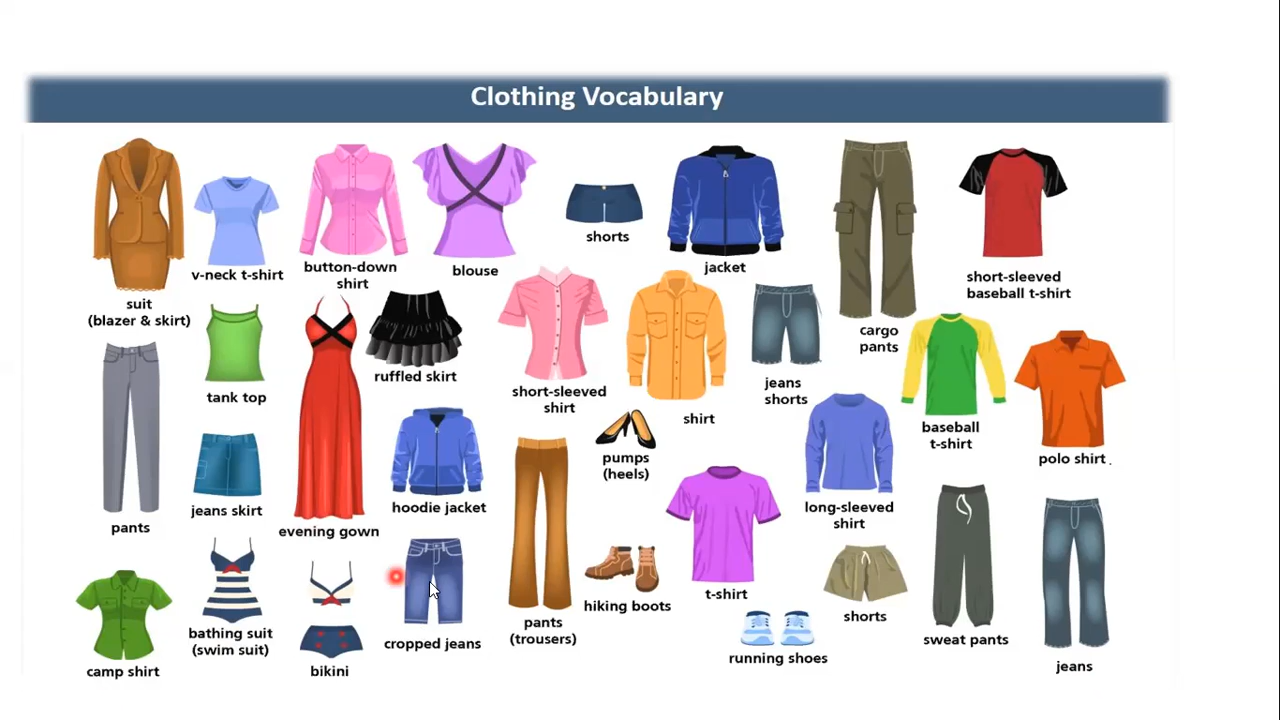 Clothing Vocabulary
suit
(blazer & skirt)
v-neck t-shirt
button-down
shirt
blouse
shorts
jacket
cargo
pants
short-sleeved
baseball t-shirt
pants
tank top
evening gown
ruffled skirt
short-sleeved
shirt
shirt
jeans
shorts
baseball
t-shirt
polo shirt .
jeans skirt
hoodie jacket
pumps
(heels)
long-sleeved
shirt
camp shirt
bathing suit
(swim suit)
bikini
cropped jeans
pants
(trousers)
hiking boots
t-shirt
running shoes
shorts
sweat pants
jeans